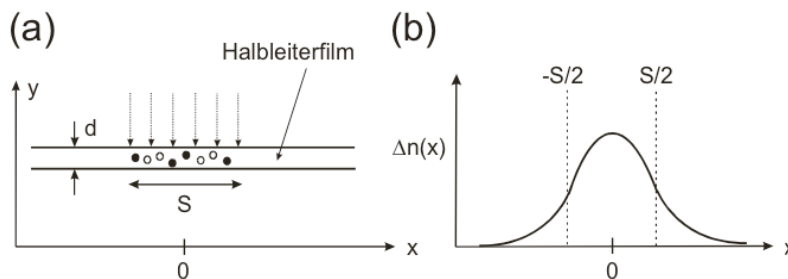 (a)
Halbleiterfilm
y
d
S
x
0
(b)
-S/2 S/2
Δn(x)
x
0